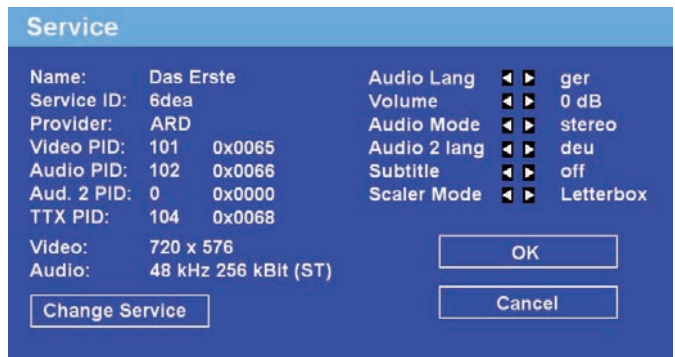 Service
Name: Das Erste
Service ID: 6dea
Provider: ARD
Video PID: 101 0x0065
Audio PID: 102 0x0066
Aud. 2 PID: 0 0x0000
TTX PID: 104 0x0068
Video: 720 x 576
Audio: 48 kHz 256 kBit (ST)
Change Service
Audio Lang ger
Volume 0 dB
Audio Mode stereo
Audio 2 lang deu
Subtitle off
Scaler Mode Letterbox
OK
Cancel